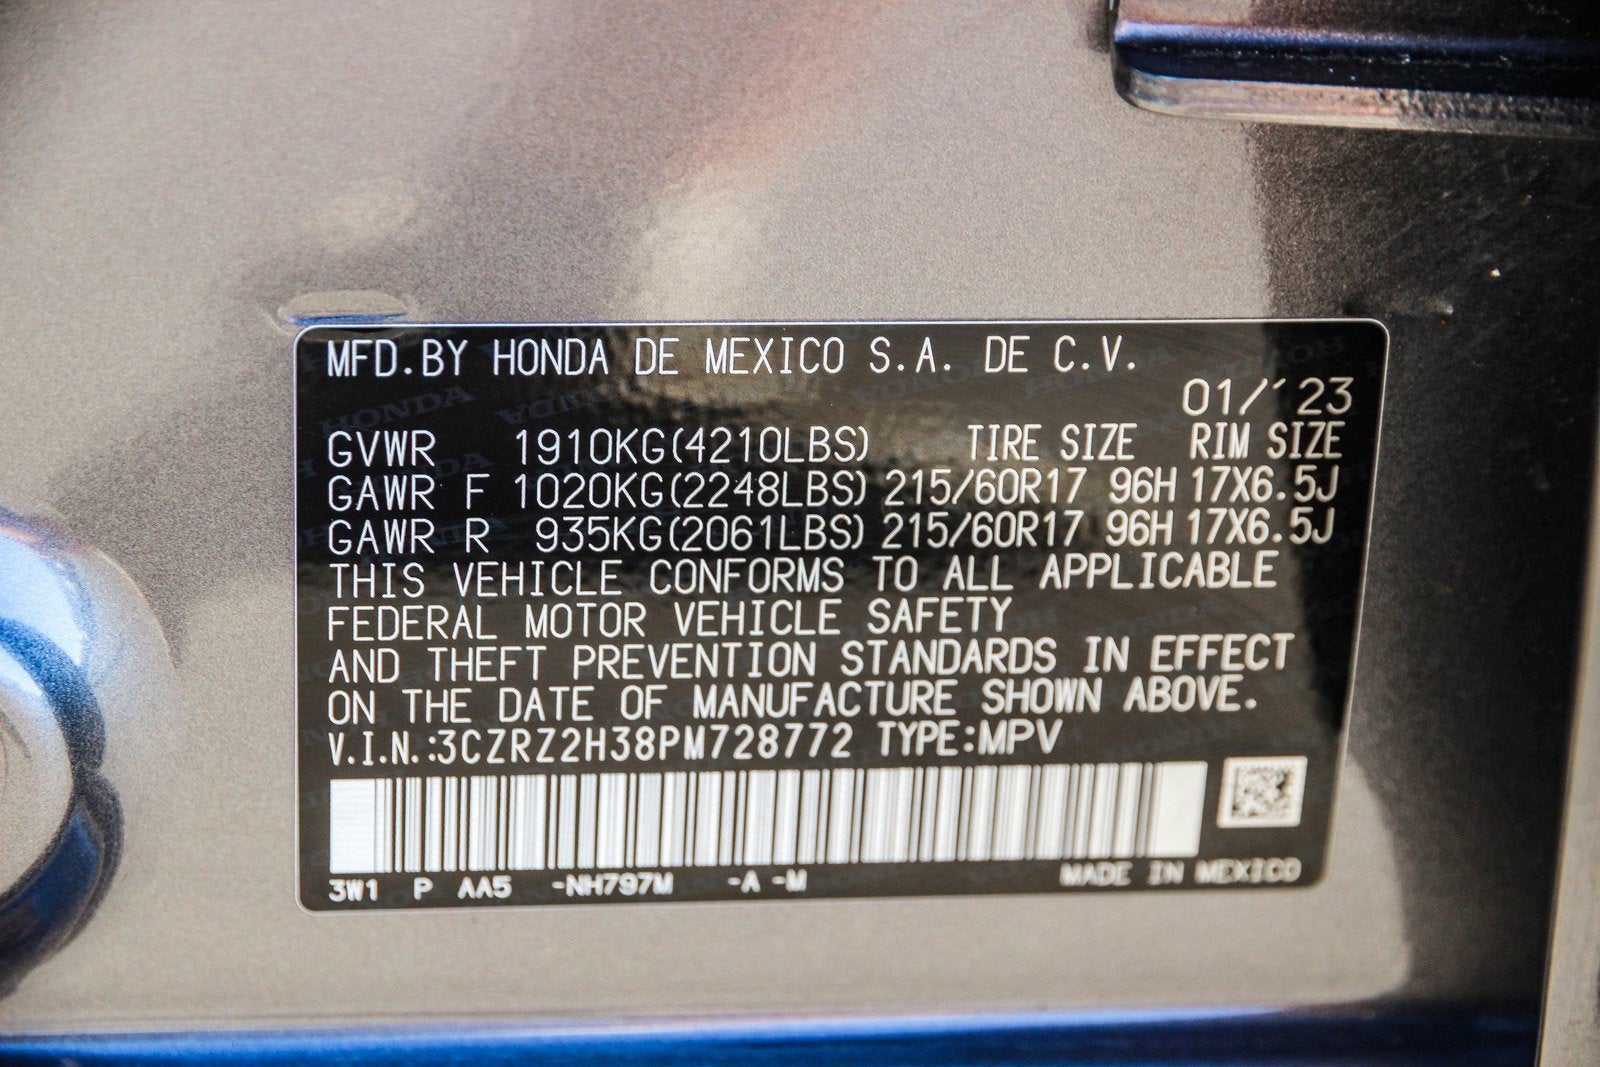 MFD.BY HONDA DE MEXICO S.A. DE C.V.
01/'23
GVWR 1910KG(4210LBS) TIRE SIZE RIM SIZE
GAWR F 1020KG(2248LBS) 215/60R17 96H 17X6.5J
GAWR R 935KG(2061LBS) 215/60R17 96H 17X6.5J
THIS VEHICLE CONFORMS TO ALL APPLICABLE
FEDERAL MOTOR VEHICLE SAFETY
AND THEFT PREVENTION STANDARDS IN EFFECT
ON THE DATE OF MANUFACTURE SHOWN ABOVE.
V.I.N.:3CZRZ2H38PM728772 TYPE:MPV
3W1 P AA5 -NH797M -A -M MADE IN MEXICO